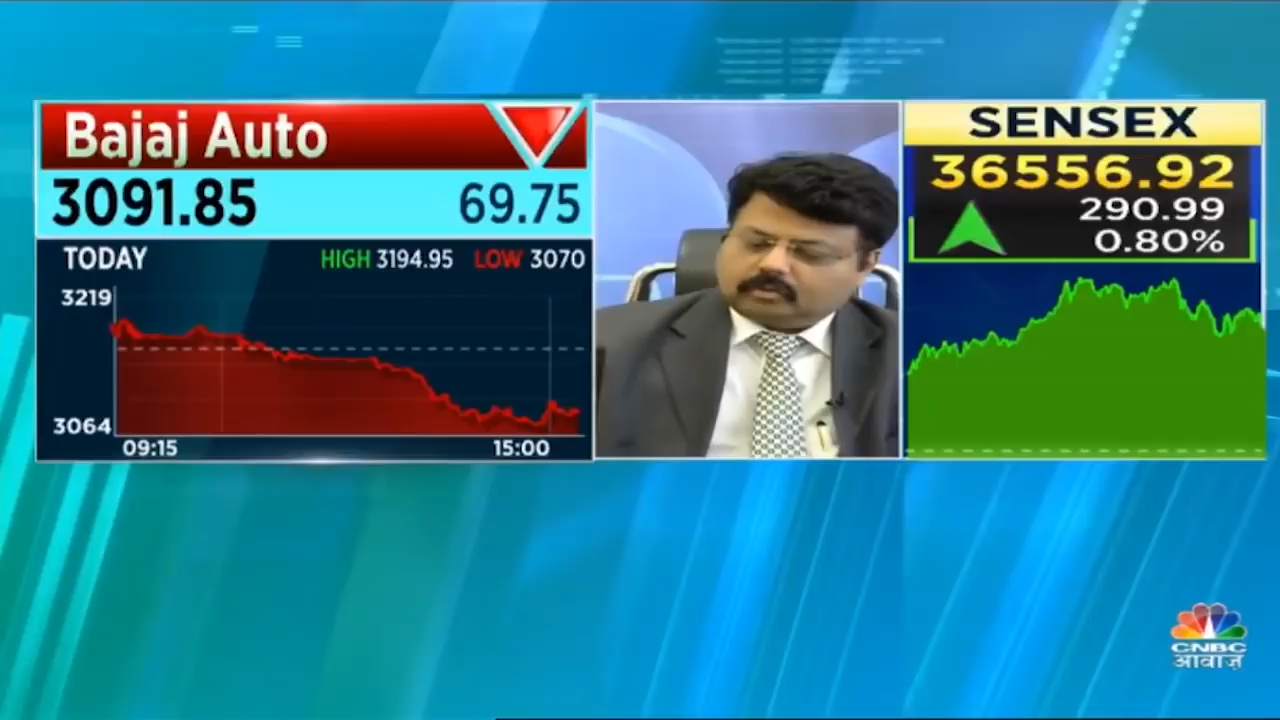 Bajaj Auto
3091.85 69.75
TODAY HIGH 3194.95 LOW 3070
3219
3064
09:15 15:00
SENSEX
36556.92
290.99
0.80%
CNBC
आवाज़